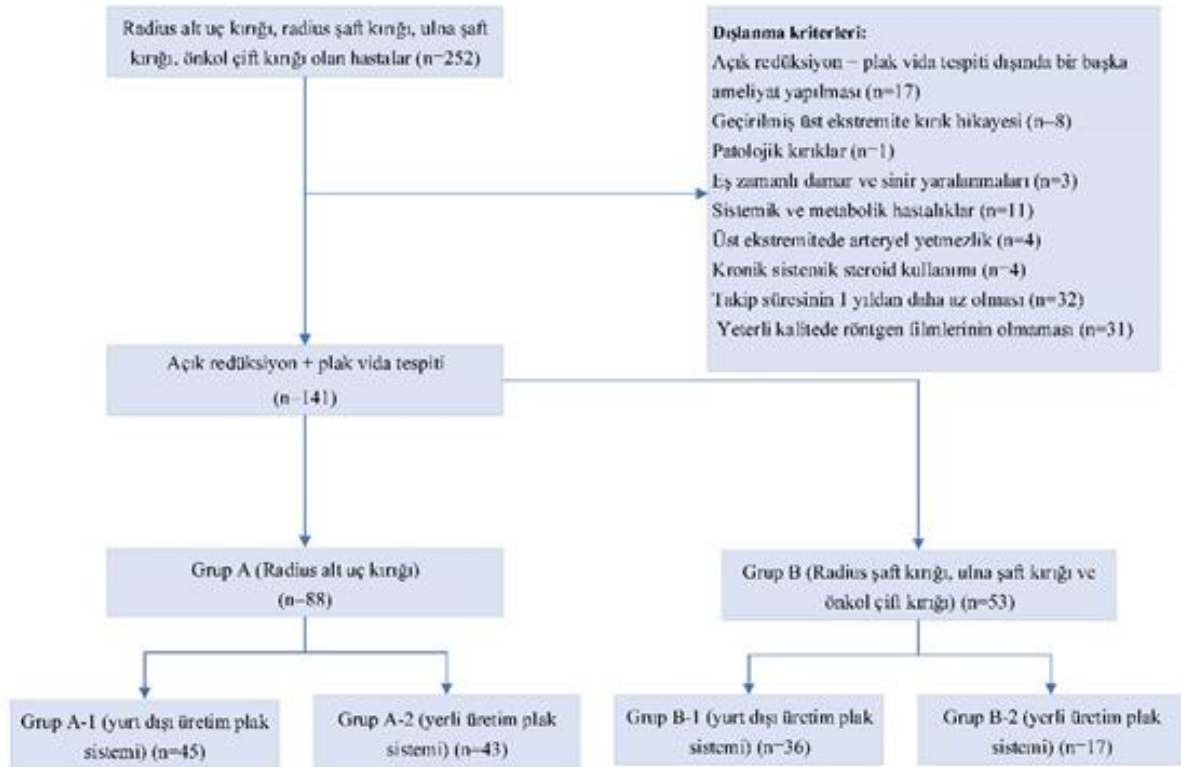 Radius alt uç kırığı, radius şaft kırığı, ulna şaft
kırığı, önkol çift kırığı olan hastalar (n=252)
Dışlanma kriterleri:
Açık redüksiyon – plak vida tespiti dışında bir başka
ameliyat yapılması (n=17)
Geçirilmiş üst ekstremite kırık hikayesi (n=8)
Patolojik kırıklar (n=1)
Eş zamanlı damar ve sinir yaralanmaları (n=3)
Sistemik ve metabolik hastalıklar (n=11)
Üst ekstremitede arteryel yetmezlik (n=4)
Kronik sistemik steroid kullanımı (n=4)
Takip süresinin 1 yıldan daha az olması (n=32)
Yeterli kalitede röntgen filmlerinin olmaması (n=31)
Açık redüksiyon + plak vida tespiti
(n=141)
Grup A (Radius alt uç kırığı)
(n=88)
Grup B (Radius şaft kırığı, ulna şaft kırığı ve
önkol çift kırığı) (n=53)
Grup A-1 (yurt dışı üretim plak
sistemi) (n=45)
Grup A-2 (yerli üretim plak
sistemi) (n=43)
Grup B-1 (yurt dışı üretim plak
sistemi) (n=36)
Grup B-2 (yerli üretim plak
sistemi) (n=17)